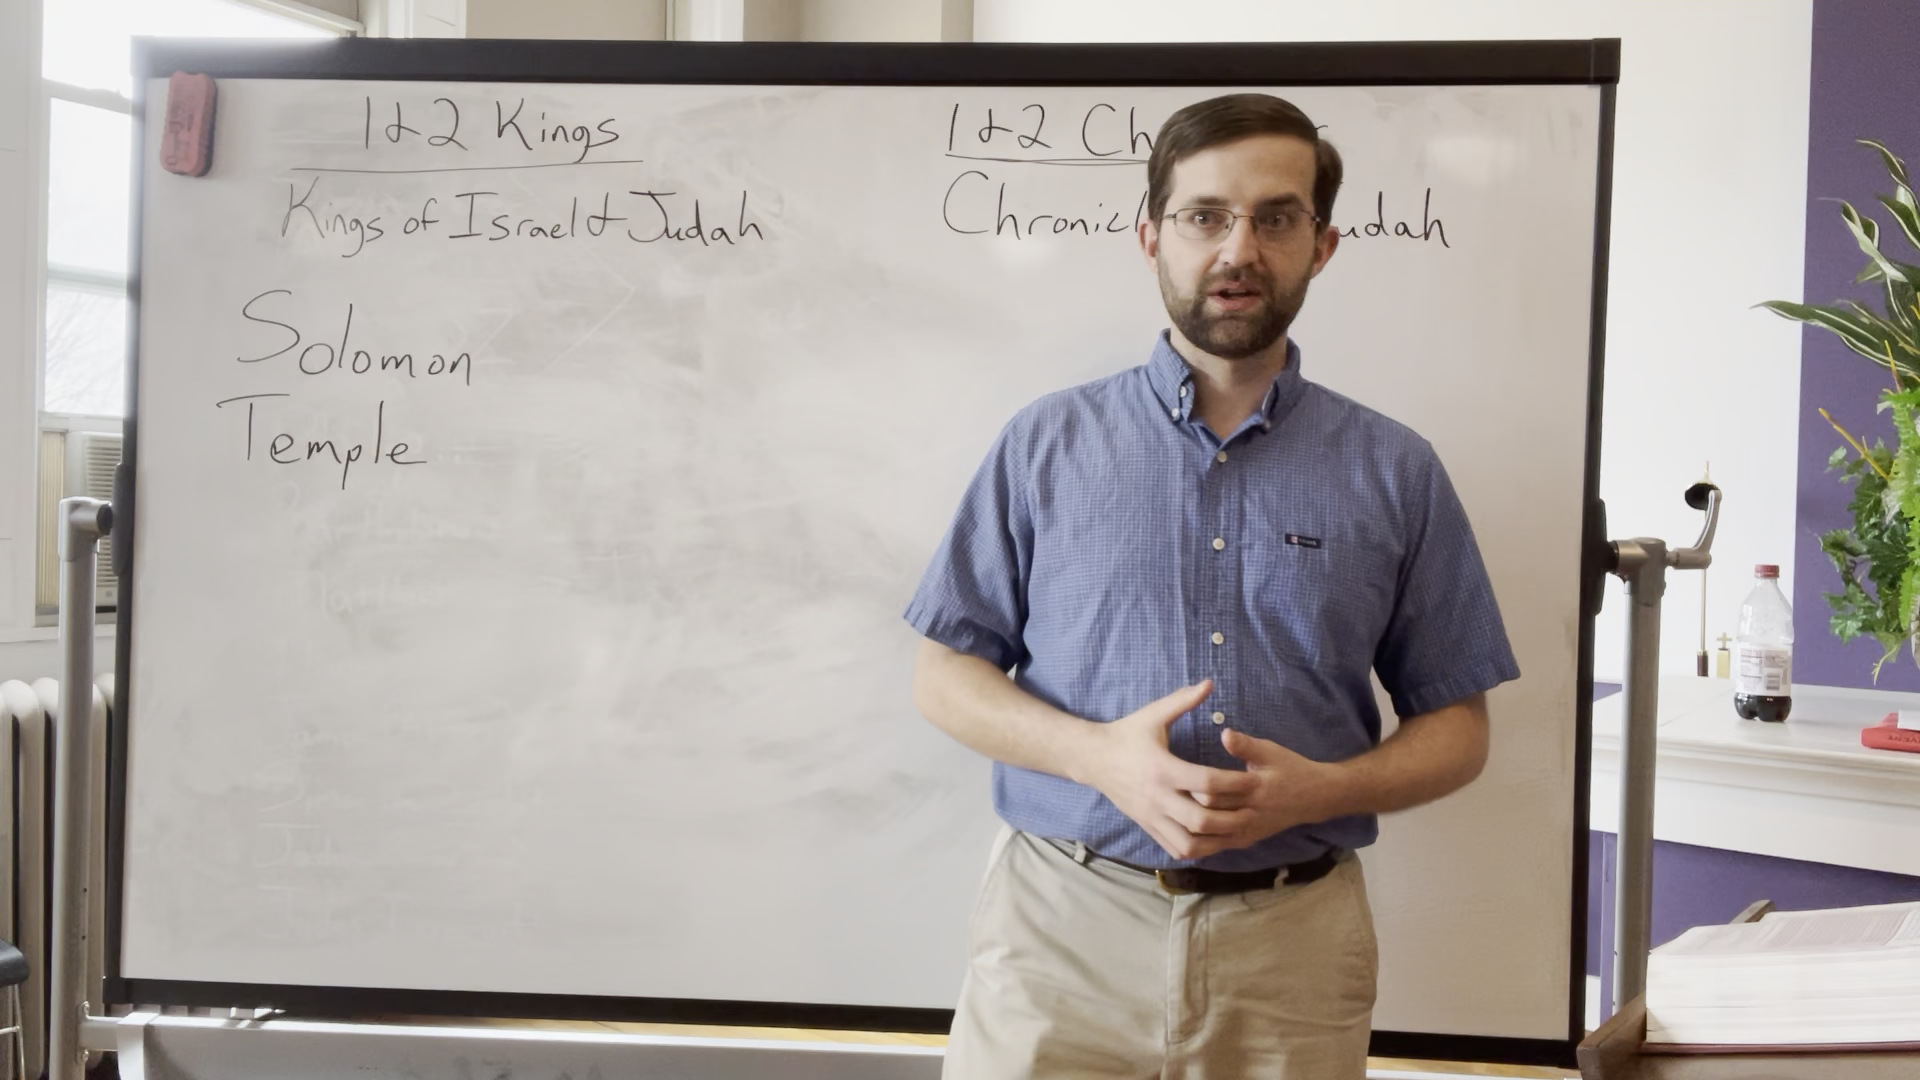 1 & 2 Kings
Kings of Israel & Judah
Solomon
Temple
1 & 2 Ch
Chronicl udah